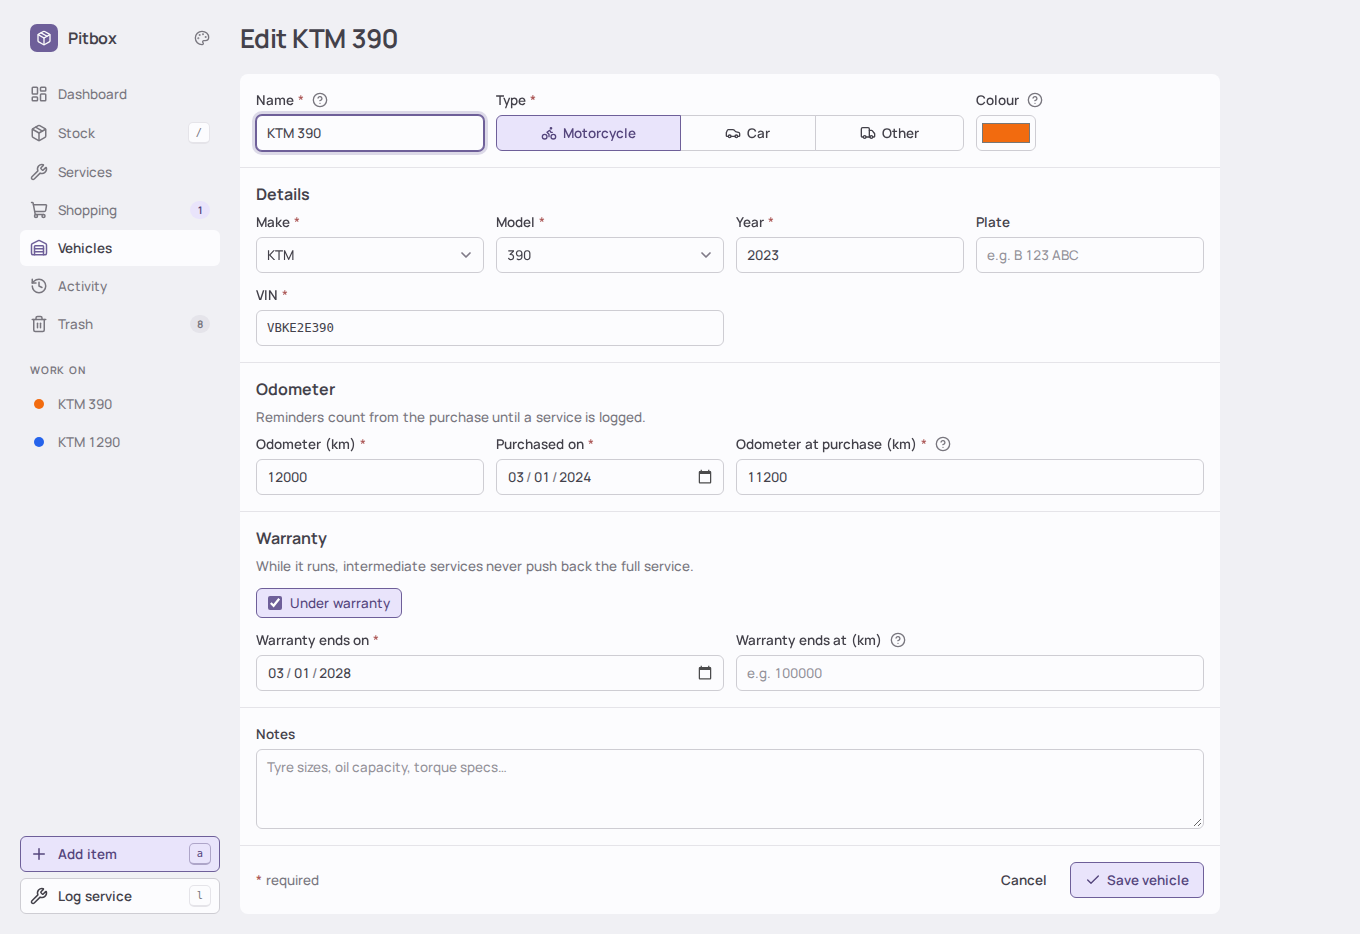 Pitbox
Edit KTM 390
Dashboard
Stock /
Services
Shopping 1
Vehicles
Activity
Trash 8
WORK ON
KTM 390
KTM 1290
Add item a
Log service l
Name * ?
KTM 390
Type *
Motorcycle Car Other
Colour ?
Details
Make * Model * Year * Plate
KTM 390 2023 e.g. B 123 ABC
VIN *
VBKE2E390
Odometer
Reminders count from the purchase until a service is logged.
Odometer (km) * Purchased on * Odometer at purchase (km) * ?
12000 03/01/2024 11200
Warranty
While it runs, intermediate services never push back the full service.
Under warranty
Warranty ends on * Warranty ends at (km) ?
03/01/2028 e.g. 100000
Notes
Tyre sizes, oil capacity, torque specs…
* required Cancel Save vehicle